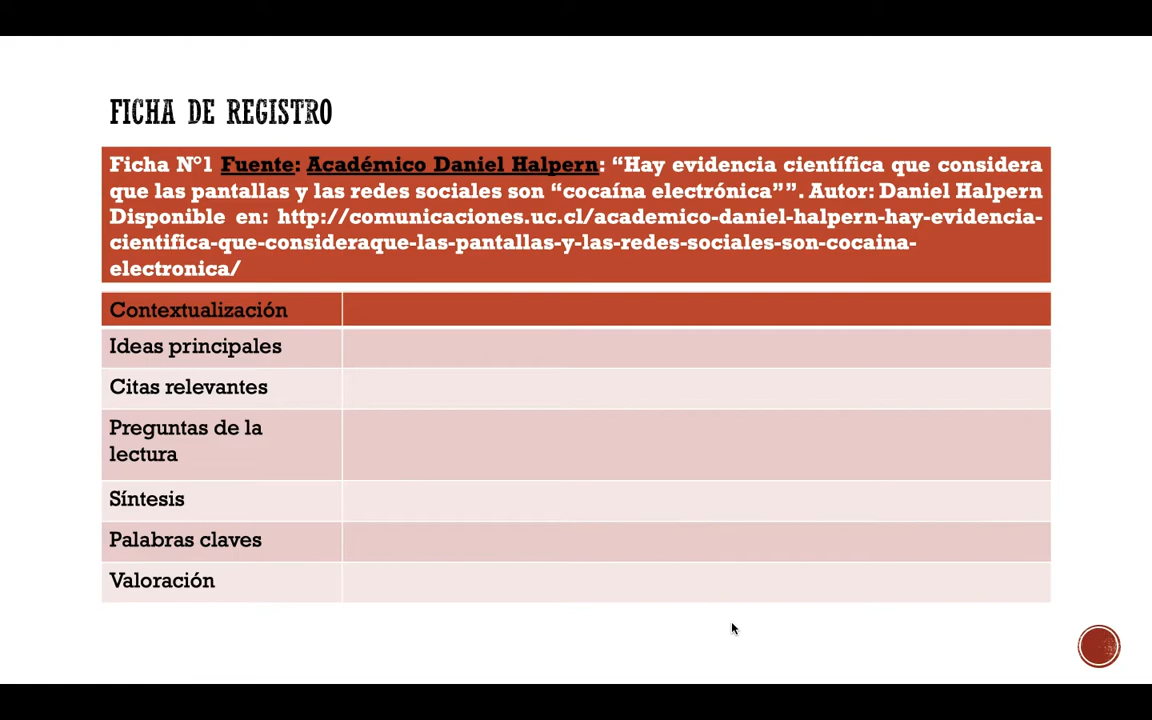 FICHA DE REGISTRO
Ficha N°1 Fuente: Académico Daniel Halpern: “Hay evidencia científica que considera
que las pantallas y las redes sociales son “cocaína electrónica””. Autor: Daniel Halpern
Disponible en: http://comunicaciones.uc.cl/academico-daniel-halpern-hay-evidencia-
cientifica-que-consideraque-las-pantallas-y-las-redes-sociales-son-cocaina-
electronica/
Contextualización
Ideas principales
Citas relevantes
Preguntas de la
lectura
Síntesis
Palabras claves
Valoración